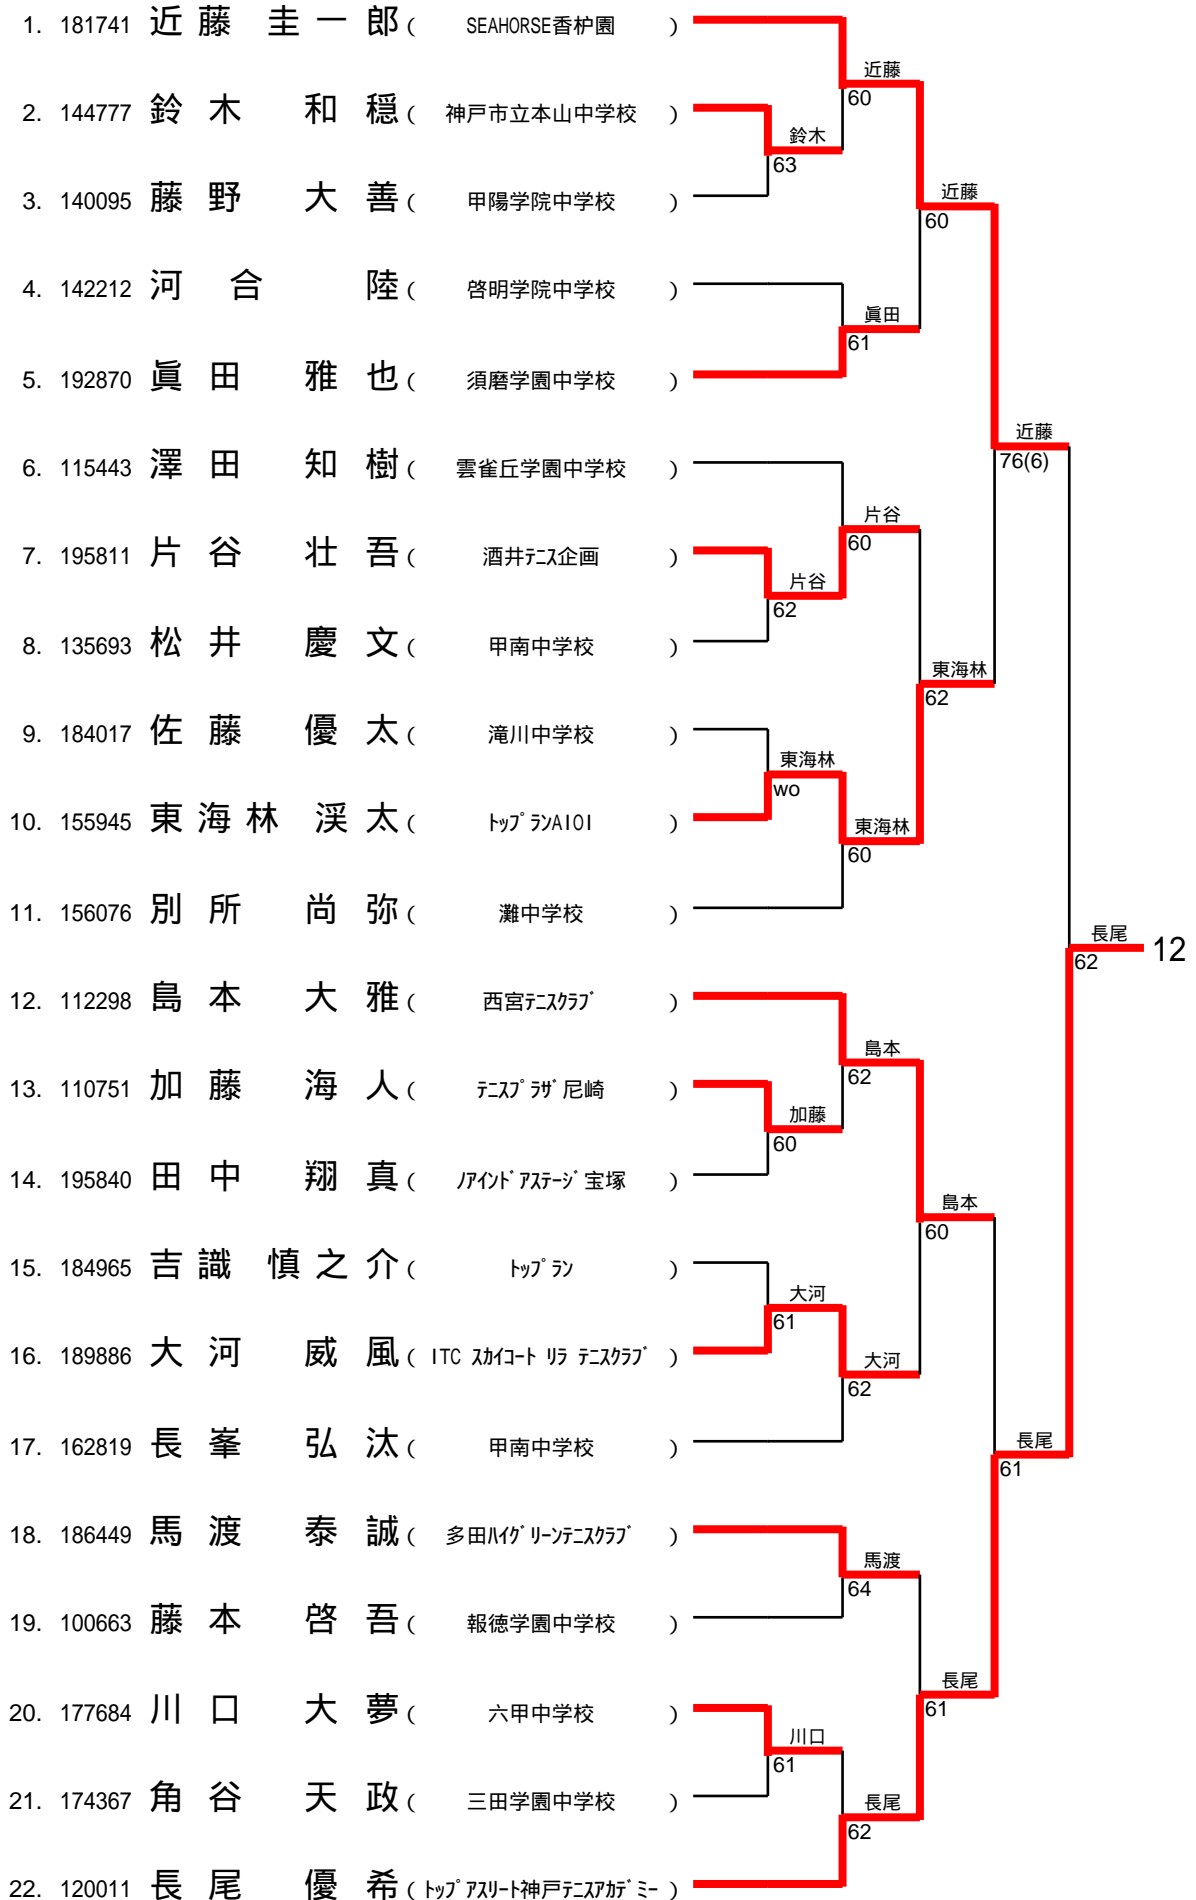 1. 181741 近藤 圭一郎 ( SEAHORSE香枦園 )
近藤
60
2. 144777 鈴木 和穏 ( 神戸市立本山中学校 )
鈴木
63
3. 140095 藤野 大善 ( 甲陽学院中学校 )
近藤
60
4. 142212 河合 陸 ( 啓明学院中学校 )
眞田
61
5. 192870 眞田 雅也 ( 須磨学園中学校 )
近藤
76(6)
6. 115443 澤田 知樹 ( 雲雀丘学園中学校 )
片谷
60
7. 195811 片谷 壮吾 ( 酒井ﾃﾆｽ企画 )
片谷
62
8. 135693 松井 慶文 ( 甲南中学校 )
東海林
62
9. 184017 佐藤 優太 ( 滝川中学校 )
東海林
wo
10. 155945 東海林 渓太 ( ﾄｯﾌﾟﾗﾝAIOI )
東海林
60
11. 156076 別所 尚弥 ( 灘中学校 )
長尾 12
62
12. 112298 島本 大雅 ( 西宮ﾃﾆｽｸﾗﾌﾞ )
島本
62
13. 110751 加藤 海人 ( ﾃﾆｽﾌﾟﾗｻﾞ尼崎 )
加藤
60
14. 195840 田中 翔真 ( ﾉｱｲﾝﾄﾞｱｽﾃｰｼﾞ宝塚 )
島本
60
15. 184965 吉識 慎之介 ( ﾄｯﾌﾟﾗﾝ )
大河
61
16. 189886 大河 威風 ( ITC ｽｶｲｺｰﾄ ﾘﾗ ﾃﾆｽｸﾗﾌﾞ )
大河
62
17. 162819 長峯 弘汰 ( 甲南中学校 )
長尾
61
18. 186449 馬渡 泰誠 ( 多田ﾊｲｸﾞﾘｰﾝﾃﾆｽｸﾗﾌﾞ )
馬渡
64
19. 100663 藤本 啓吾 ( 報徳学園中学校 )
長尾
61
20. 177684 川口 大夢 ( 六甲中学校 )
川口
61
21. 174367 角谷 天政 ( 三田学園中学校 )
長尾
62
22. 120011 長尾 優希 ( ﾄｯﾌﾟｱｽﾘｰﾄ神戸ﾃﾆｽｱｶﾃﾞﾐｰ )